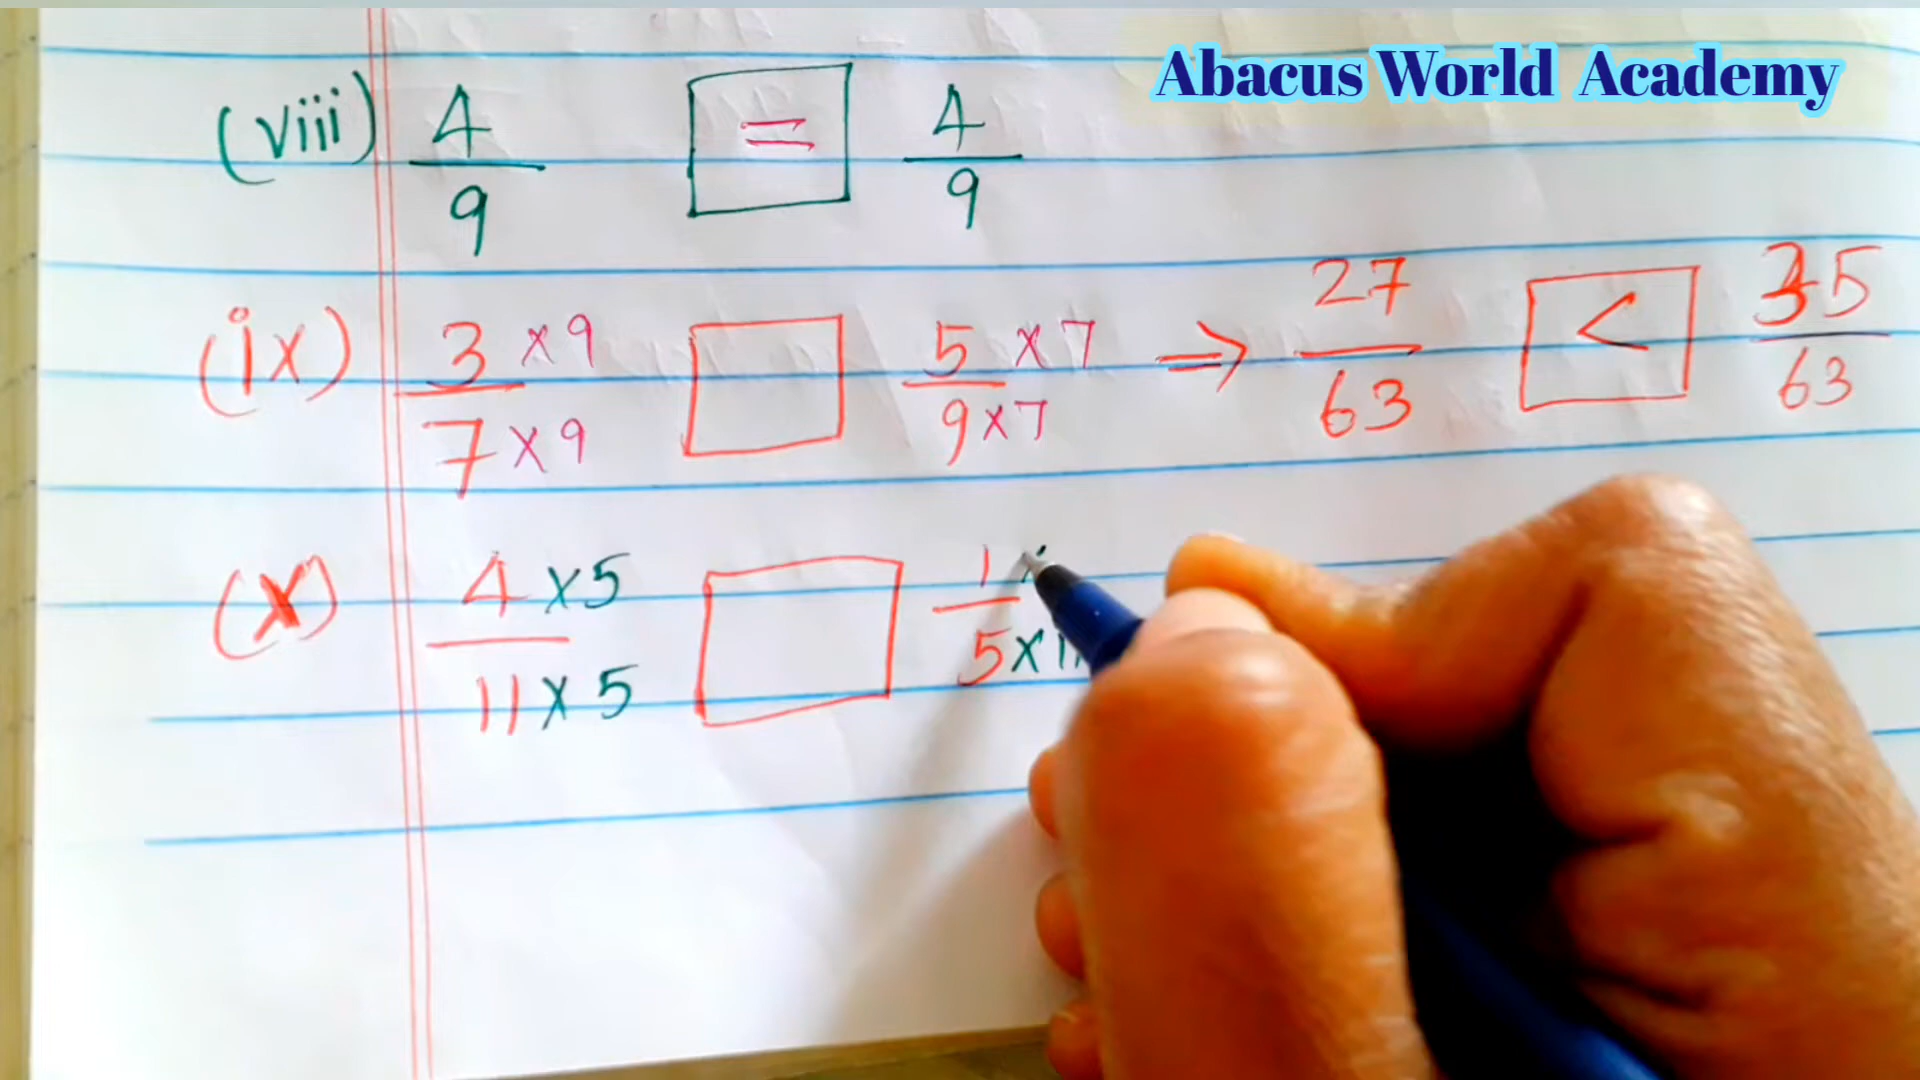 Abacus World Academy
(viii) 4/9 = 4/9
(ix) 3×9/7×9 □ 5×7/9×7 ⇒ 27/63 < 35/63
(x) 4×5/11×5 □ 1×/5×11